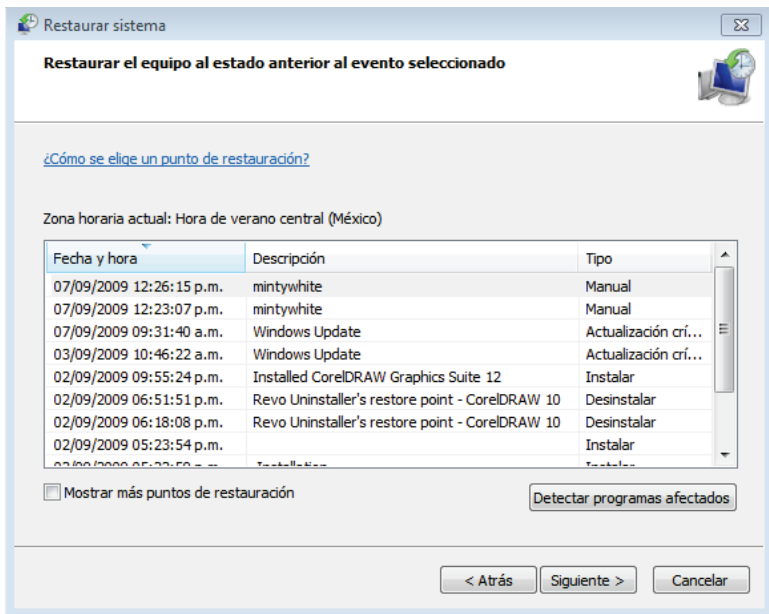 Restaurar sistema
Restaurar el equipo al estado anterior al evento seleccionado
¿Cómo se elige un punto de restauración?
Zona horaria actual: Hora de verano central (México)
Fecha y hora Descripción Tipo
07/09/2009 12:26:15 p.m. mintywhite Manual
07/09/2009 12:23:07 p.m. mintywhite Manual
07/09/2009 09:31:40 a.m. Windows Update Actualización crí...
03/09/2009 10:46:22 a.m. Windows Update Actualización crí...
02/09/2009 09:55:24 p.m. Installed CorelDRAW Graphics Suite 12 Instalar
02/09/2009 06:51:51 p.m. Revo Uninstaller's restore point - CorelDRAW 10 Desinstalar
02/09/2009 06:18:08 p.m. Revo Uninstaller's restore point - CorelDRAW 10 Desinstalar
02/09/2009 05:23:54 p.m. Instalar
Mostrar más puntos de restauración Detectar programas afectados
< Atrás Siguiente > Cancelar